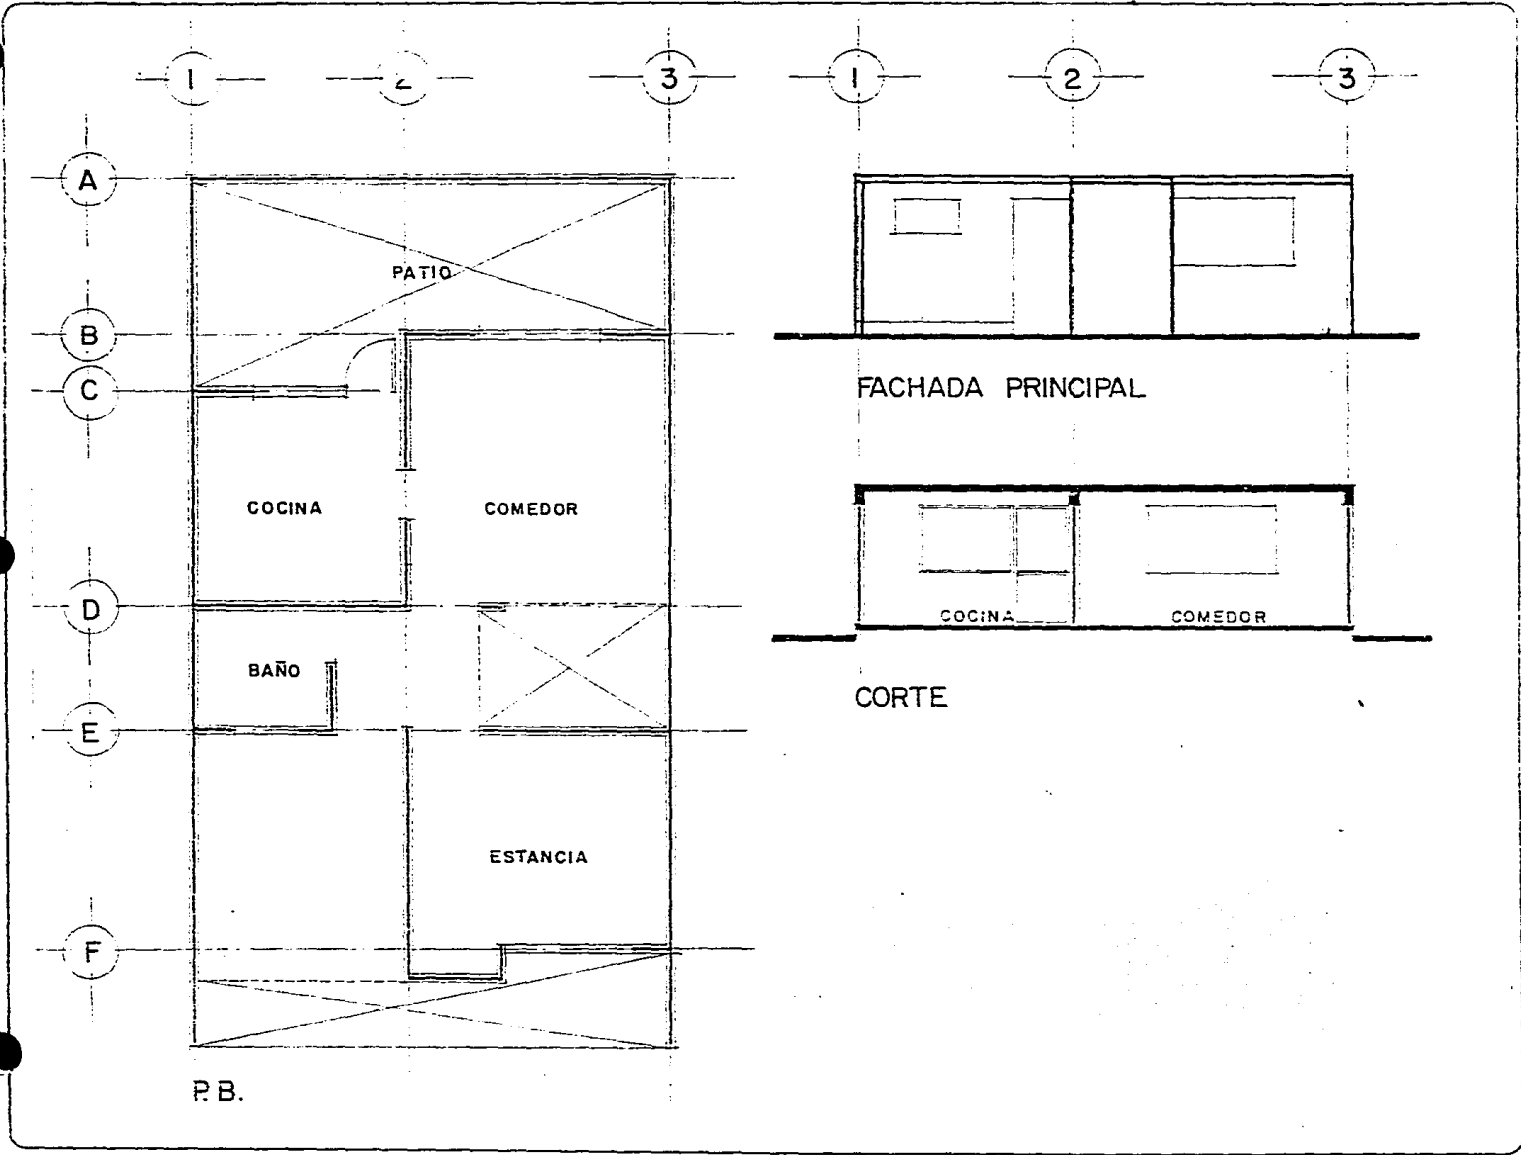 1 2 3 1 2 3
A
PATIO
B
C
FACHADA PRINCIPAL
COCINA COMEDOR
D
COCINA COMEDOR
BAÑO
CORTE
E
ESTANCIA
F
P.B.